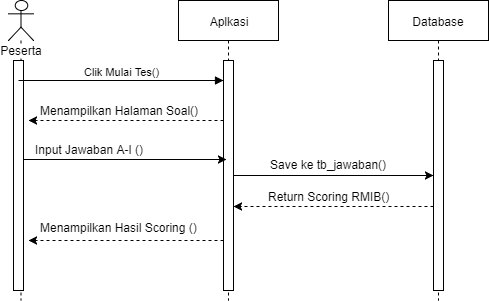 Peserta
Aplkasi
Database
Clik Mulai Tes()
Menampilkan Halaman Soal()
Input Jawaban A-I ()
Save ke tb_jawaban()
Return Scoring RMIB()
Menampilkan Hasil Scoring ()